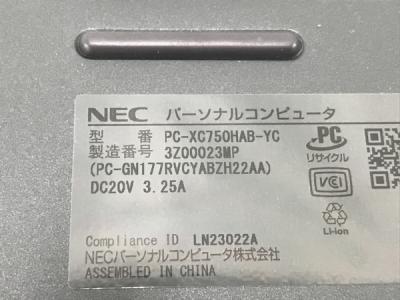 NEC パーソナルコンピュータ
型 番 PC-XC750HAB-YC
製造番号 3Z00023MP
(PC-GN177RVCYABZH22AA)
DC20V 3.25A
PC
リサイクル
VCCI
Li-ion
Compliance ID LN23022A
NECパーソナルコンピュータ株式会社
ASSEMBLED IN CHINA